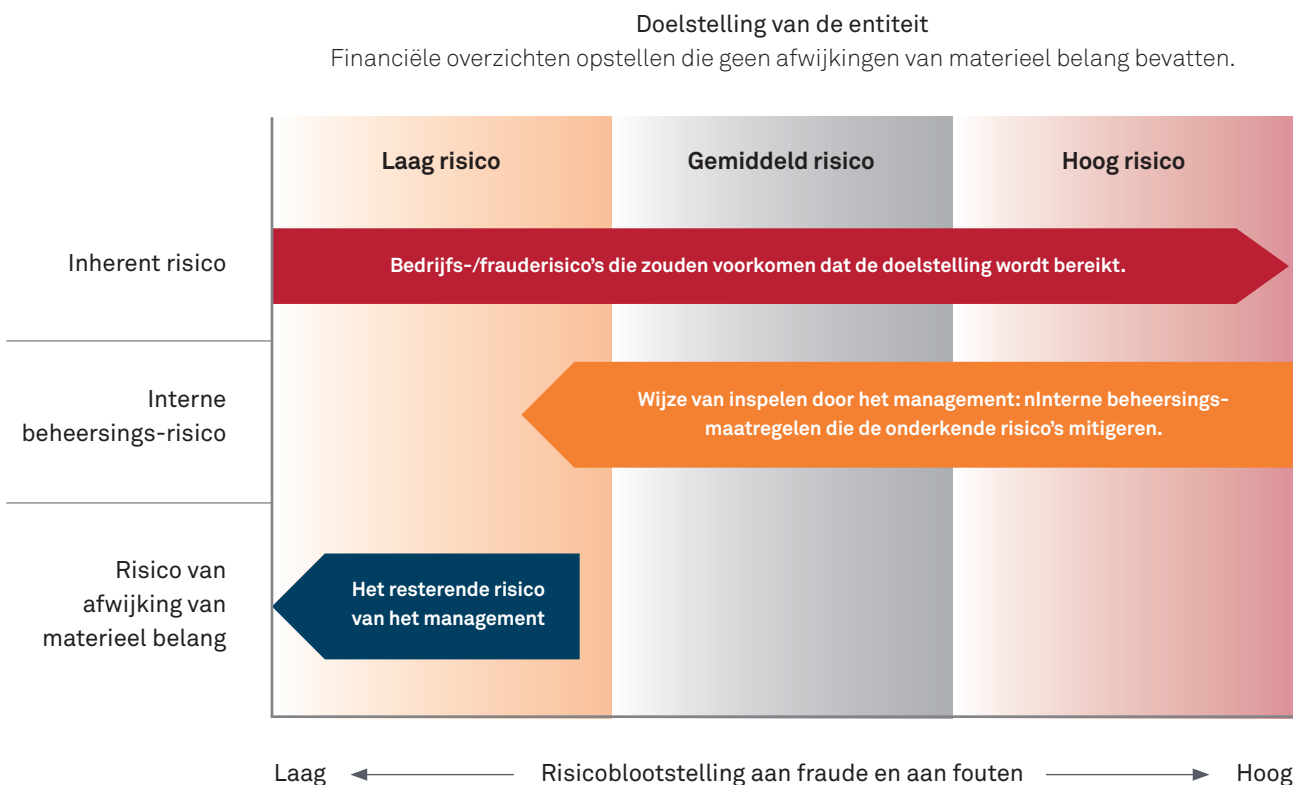 Doelstelling van de entiteit
Financiële overzichten opstellen die geen afwijkingen van materieel belang bevatten.
Laag risico
Gemiddeld risico
Hoog risico
Inherent risico
Bedrijfs-/frauderisico’s die zouden voorkomen dat de doelstelling wordt bereikt.
Interne
beheersings-risico
Wijze van inspelen door het management: nInterne beheersings-
maatregelen die de onderkende risico’s mitigeren.
Risico van
afwijking van
materieel belang
Het resterende risico
van het management
Laag
Risicoblootstelling aan fraude en aan fouten
Hoog